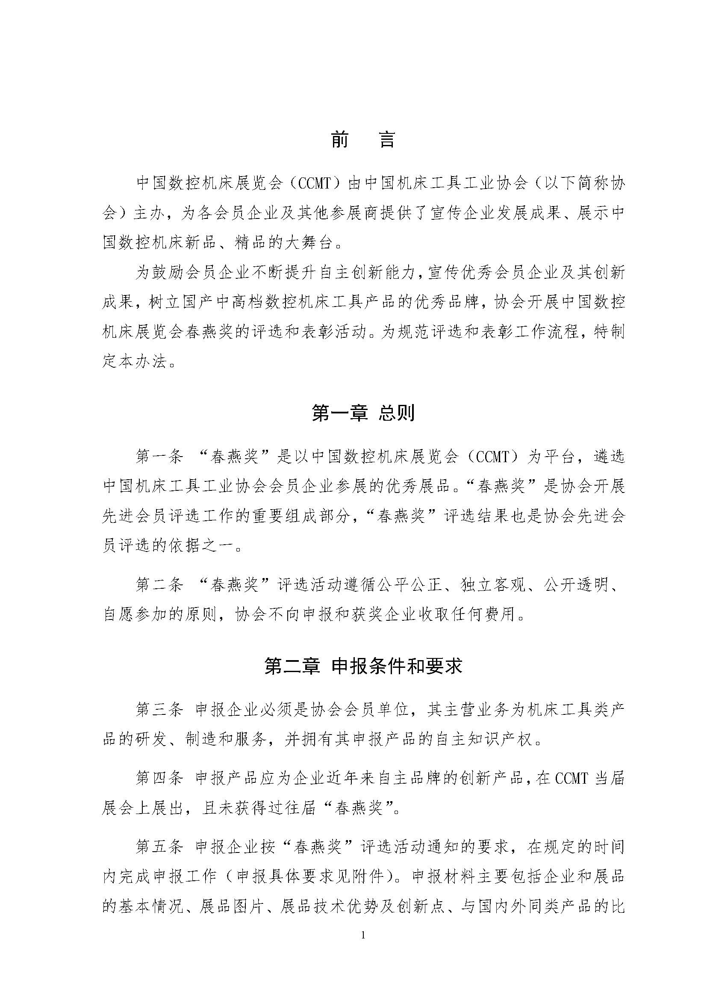 前 言
中国数控机床展览会（CCMT）由中国机床工具工业协会（以下简称协
会）主办，为各会员企业及其他参展商提供了宣传企业发展成果、展示中
国数控机床新品、精品的大舞台。
为鼓励会员企业不断提升自主创新能力，宣传优秀会员企业及其创新
成果，树立国产中高档数控机床工具产品的优秀品牌，协会开展中国数控
机床展览会春燕奖的评选和表彰活动。为规范评选和表彰工作流程，特制
定本办法。
第一章 总则
第一条 “春燕奖”是以中国数控机床展览会（CCMT）为平台，遴选
中国机床工具工业协会会员企业参展的优秀展品。“春燕奖”是协会开展
先进会员评选工作的重要组成部分，“春燕奖”评选结果也是协会先进会
员评选的依据之一。
第二条 “春燕奖”评选活动遵循公平公正、独立客观、公开透明、
自愿参加的原则，协会不向申报和获奖企业收取任何费用。
第二章 申报条件和要求
第三条 申报企业必须是协会会员单位，其主营业务为机床工具类产
品的研发、制造和服务，并拥有其申报产品的自主知识产权。
第四条 申报产品应为企业近年来自主品牌的创新产品，在 CCMT 当届
展会上展出，且未获得过往届“春燕奖”。
第五条 申报企业按“春燕奖”评选活动通知的要求，在规定的时间
内完成申报工作（申报具体要求见附件）。申报材料主要包括企业和展品
的基本情况、展品图片、展品技术优势及创新点、与国内外同类产品的比
1